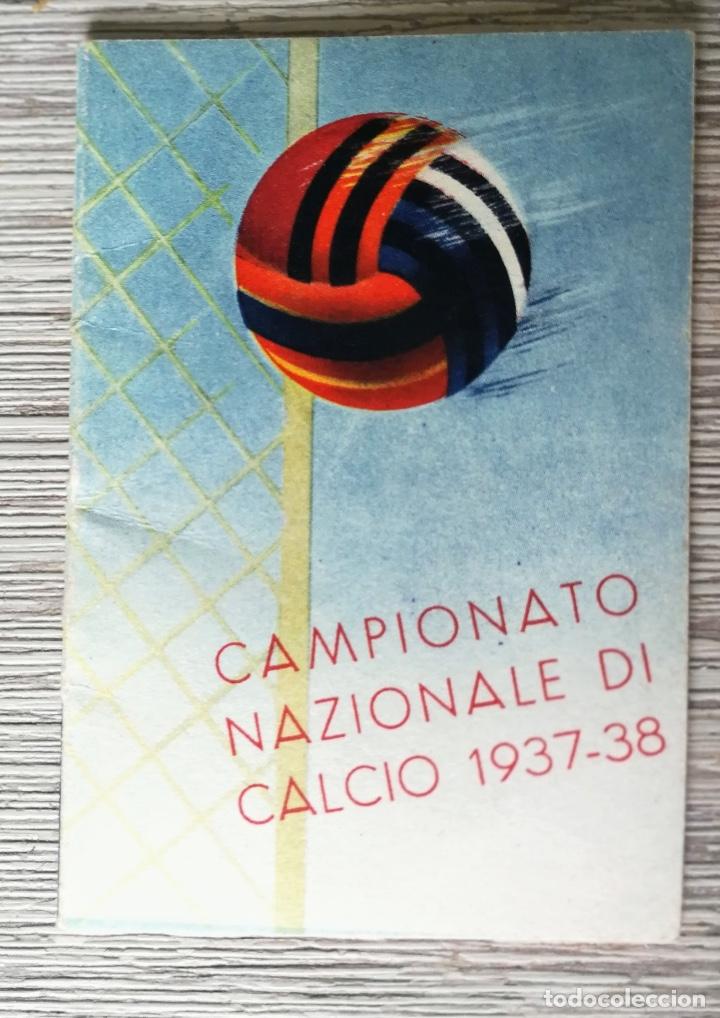 CAMPIONATO
NAZIONALE DI
CALCIO 1937-38
todocoleccion